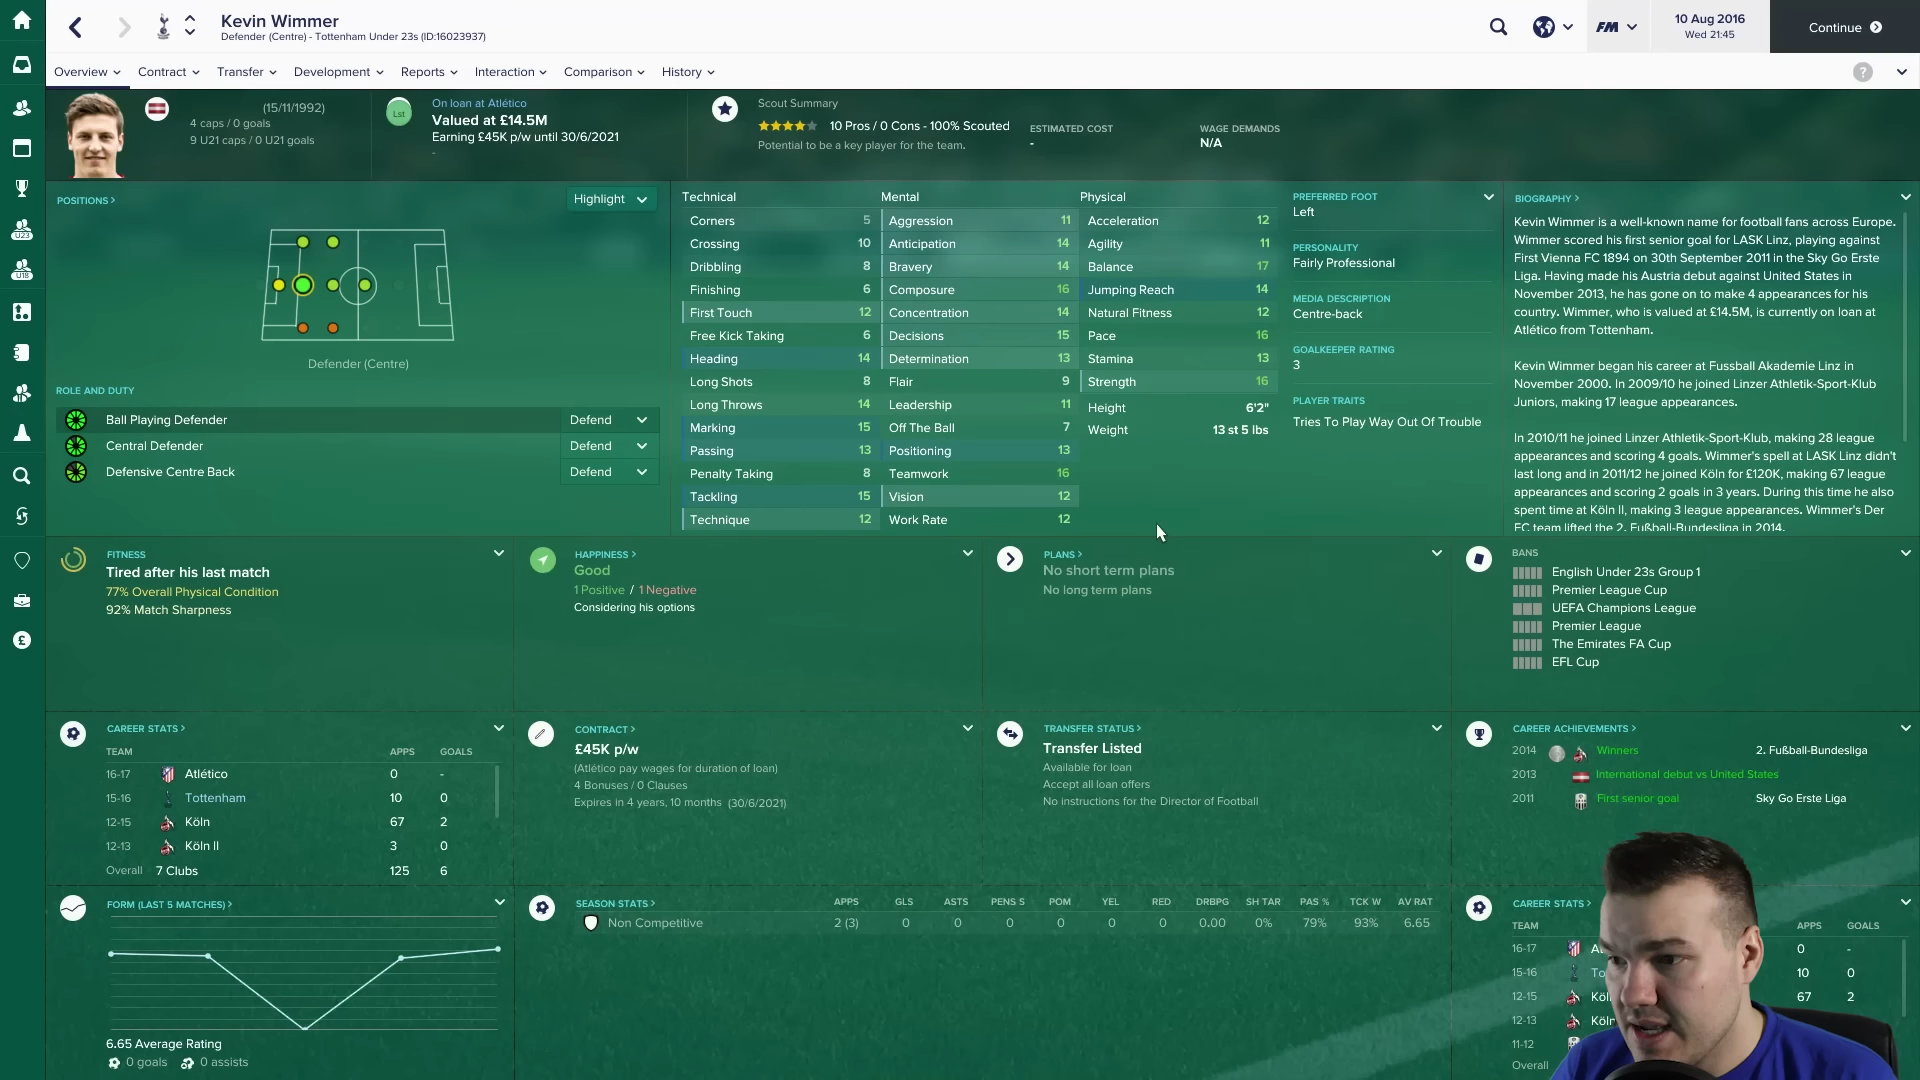 Kevin Wimmer
Defender (Centre) - Tottenham Under 23s (ID:16023937)
FM
10 Aug 2016
Wed 21:45
Continue
Overview Contract Transfer Development Reports Interaction Comparison History
?
(15/11/1992)
4 caps / 0 goals
9 U21 caps / 0 U21 goals
Lst
On loan at Atlético
Valued at £14.5M
Earning £45K p/w until 30/6/2021
-
Scout Summary
10 Pros / 0 Cons - 100% Scouted
Potential to be a key player for the team.
ESTIMATED COST
-
WAGE DEMANDS
N/A
U23
U18
£
POSITIONS >
Highlight
Defender (Centre)
ROLE AND DUTY
Ball Playing Defender Defend
Central Defender Defend
Defensive Centre Back Defend
Technical
Corners 5
Crossing 10
Dribbling 8
Finishing 6
First Touch 12
Free Kick Taking 6
Heading 14
Long Shots 8
Long Throws 14
Marking 15
Passing 13
Penalty Taking 8
Tackling 15
Technique 12
Mental
Aggression 11
Anticipation 14
Bravery 14
Composure 16
Concentration 14
Decisions 15
Determination 13
Flair 9
Leadership 11
Off The Ball 7
Positioning 13
Teamwork 16
Vision 12
Work Rate 12
Physical
Acceleration 12
Agility 11
Balance 17
Jumping Reach 14
Natural Fitness 12
Pace 16
Stamina 13
Strength 16
Height 6'2"
Weight 13 st 5 lbs
PREFERRED FOOT
Left
PERSONALITY
Fairly Professional
MEDIA DESCRIPTION
Centre-back
GOALKEEPER RATING
3
PLAYER TRAITS
Tries To Play Way Out Of Trouble
BIOGRAPHY >
Kevin Wimmer is a well-known name for football fans across Europe.
Wimmer scored his first senior goal for LASK Linz, playing against
First Vienna FC 1894 on 30th September 2011 in the Sky Go Erste
Liga. Having made his Austria debut against United States in
November 2013, he has gone on to make 4 appearances for his
country. Wimmer, who is valued at £14.5M, is currently on loan at
Atlético from Tottenham.
Kevin Wimmer began his career at Fussball Akademie Linz in
November 2000. In 2009/10 he joined Linzer Athletik-Sport-Klub
Juniors, making 17 league appearances.
In 2010/11 he joined Linzer Athletik-Sport-Klub, making 28 league
appearances and scoring 4 goals. Wimmer's spell at LASK Linz didn't
last long and in 2011/12 he joined Köln for £120K, making 67 league
appearances and scoring 2 goals in 3 years. During this time he also
spent time at Köln II, making 3 league appearances. Wimmer's Der
FC team lifted the 2. Fußball-Bundesliga in 2014.
FITNESS
Tired after his last match
77% Overall Physical Condition
92% Match Sharpness
HAPPINESS >
Good
1 Positive / 1 Negative
Considering his options
PLANS >
No short term plans
No long term plans
BANS
English Under 23s Group 1
Premier League Cup
UEFA Champions League
Premier League
The Emirates FA Cup
EFL Cup
CAREER STATS >
TEAM APPS GOALS
16-17 Atlético 0 -
15-16 Tottenham 10 0
12-15 Köln 67 2
12-13 Köln II 3 0
Overall 7 Clubs 125 6
CONTRACT >
£45K p/w
(Atlético pay wages for duration of loan)
4 Bonuses / 0 Clauses
Expires in 4 years, 10 months (30/6/2021)
TRANSFER STATUS >
Transfer Listed
Available for loan
Accept all loan offers
No instructions for the Director of Football
CAREER ACHIEVEMENTS >
2014 Winners 2. Fußball-Bundesliga
2013 International debut vs United States
2011 First senior goal Sky Go Erste Liga
FORM (LAST 5 MATCHES) >
6.65 Average Rating
0 goals 0 assists
SEASON STATS >
APPS GLS ASTS PENS S POM YEL RED DRBPG SH TAR PAS % TCK W AV RAT
Non Competitive 2 (3) 0 0 0 0 0 0 0.00 0% 79% 93% 6.65
CAREER STATS >
TEAM APPS GOALS
16-17 At 0 -
15-16 To 10 0
12-15 Köl 67 2
12-13 Köln
11-12
Overall